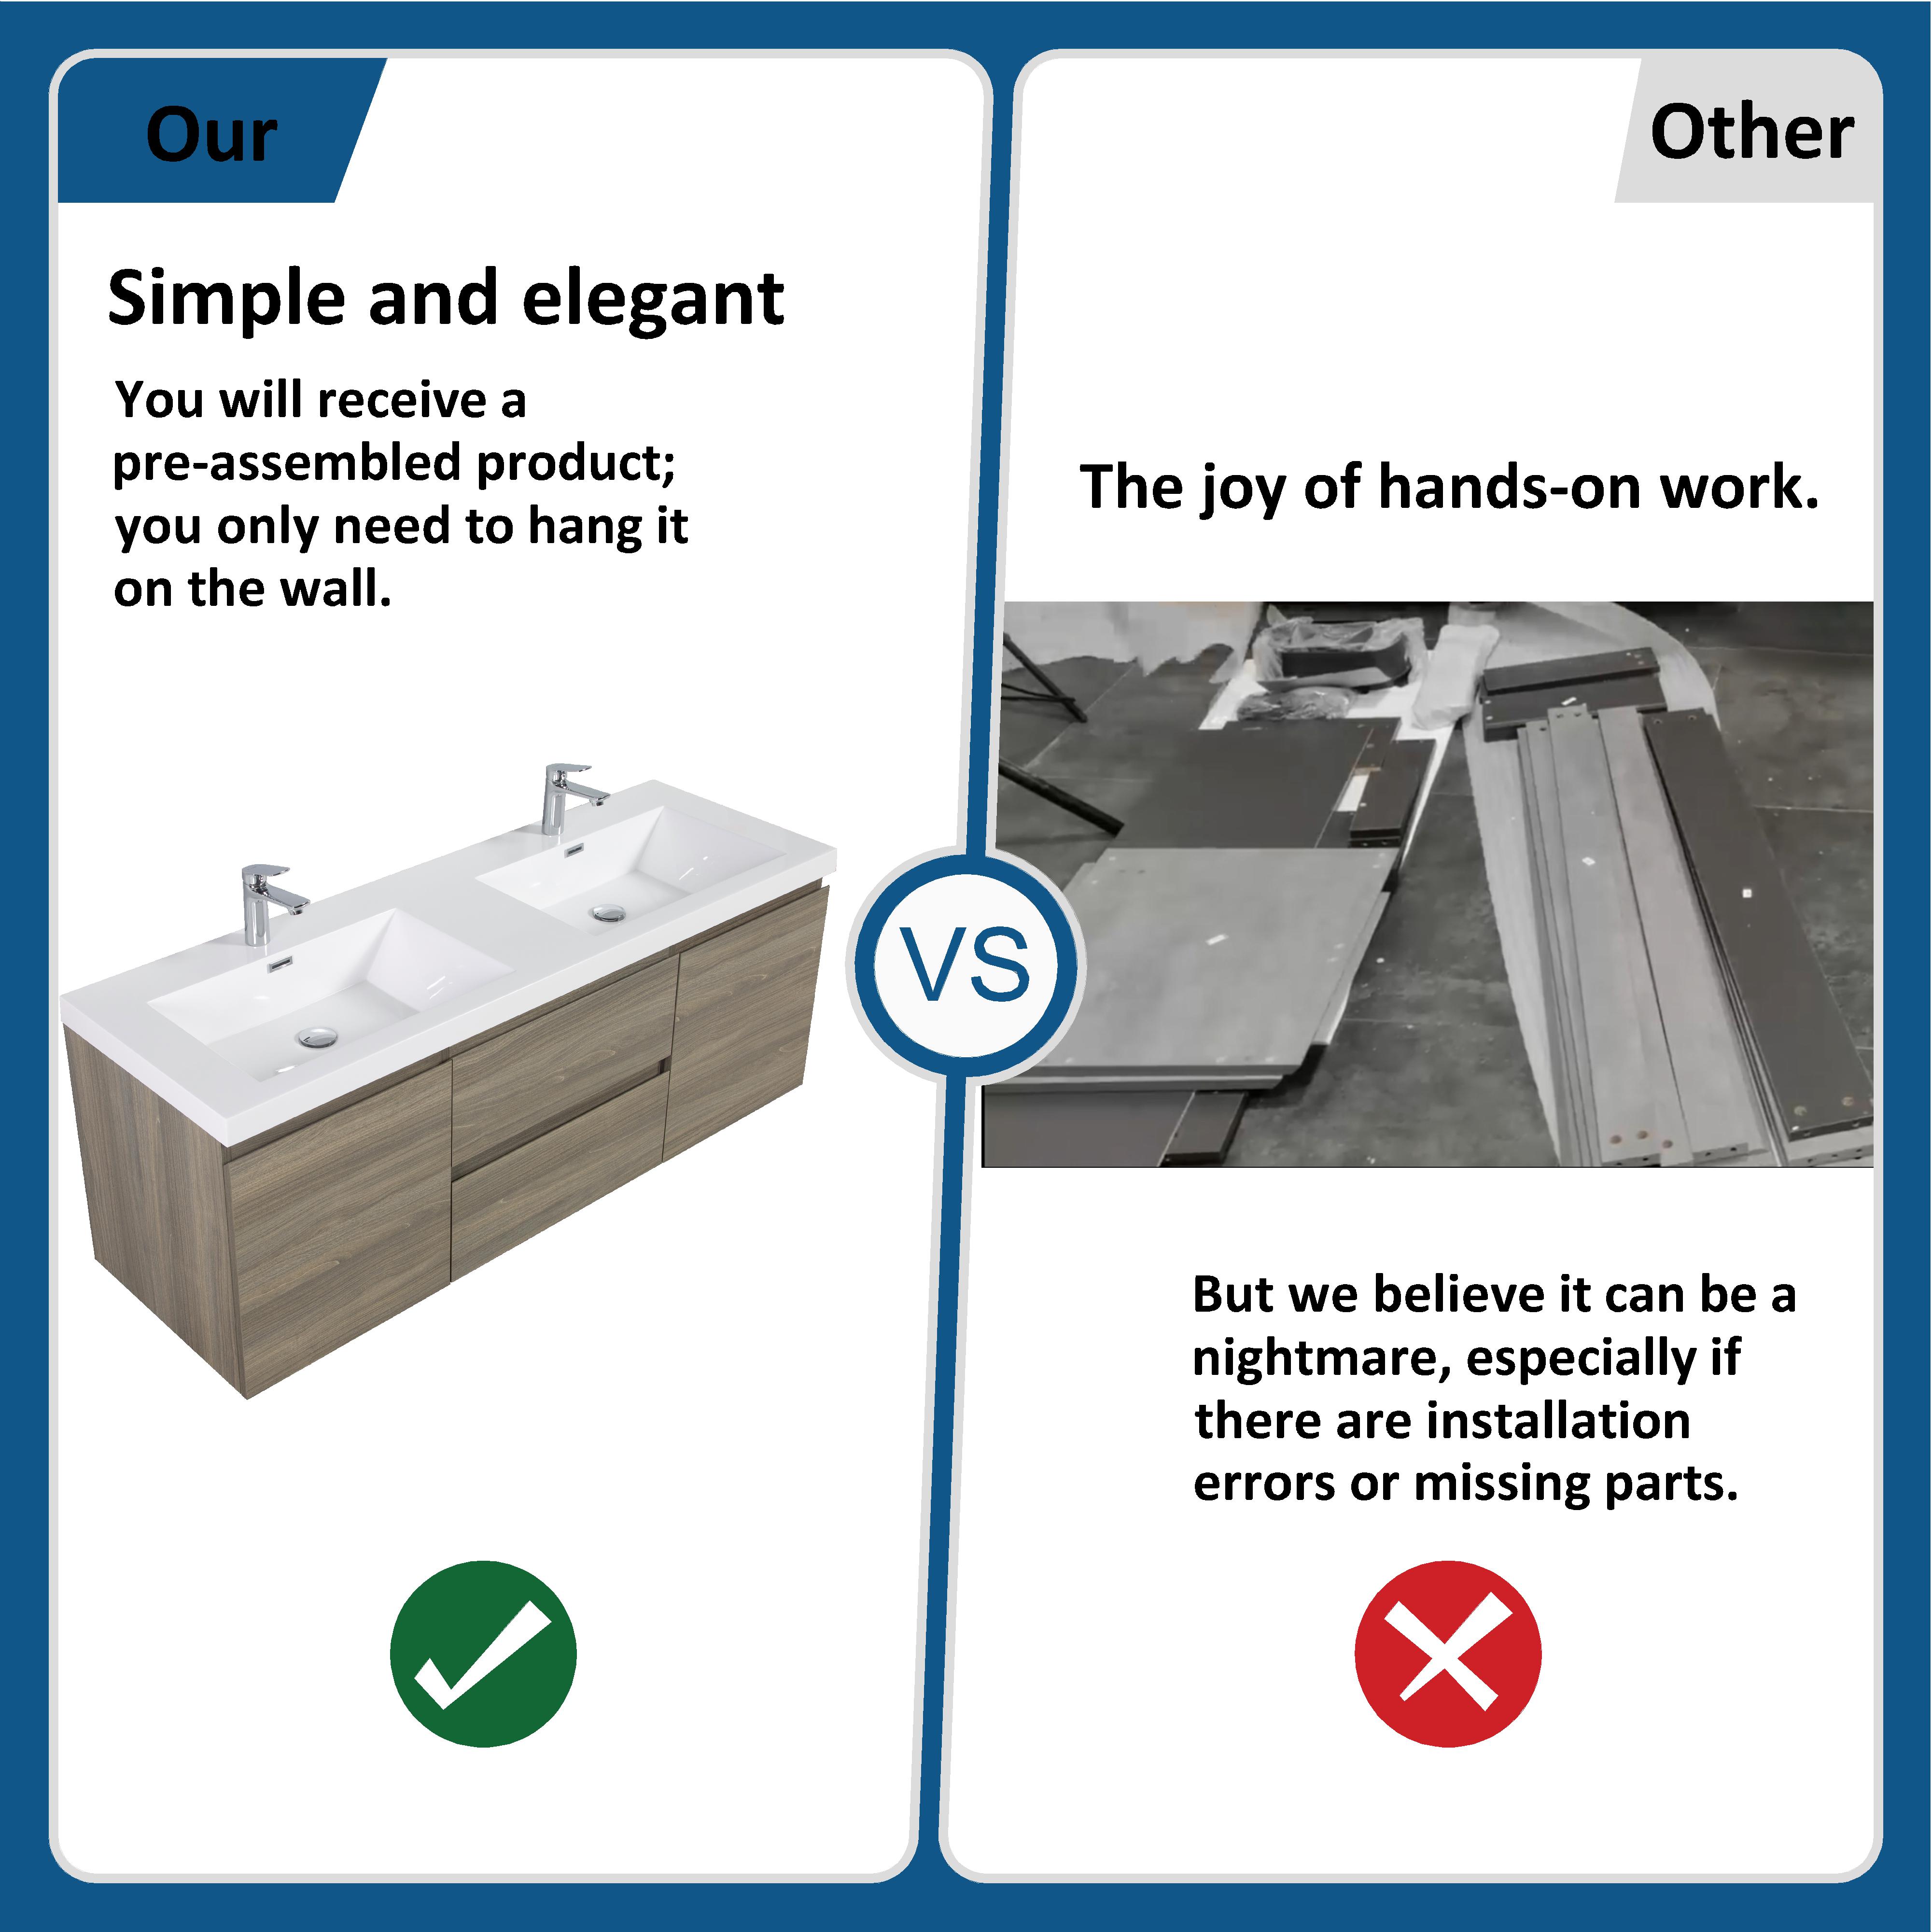 Our
Simple and elegant
You will receive a
pre-assembled product;
you only need to hang it
on the wall.
VS
Other
The joy of hands-on work.
But we believe it can be a
nightmare, especially if
there are installation
errors or missing parts.